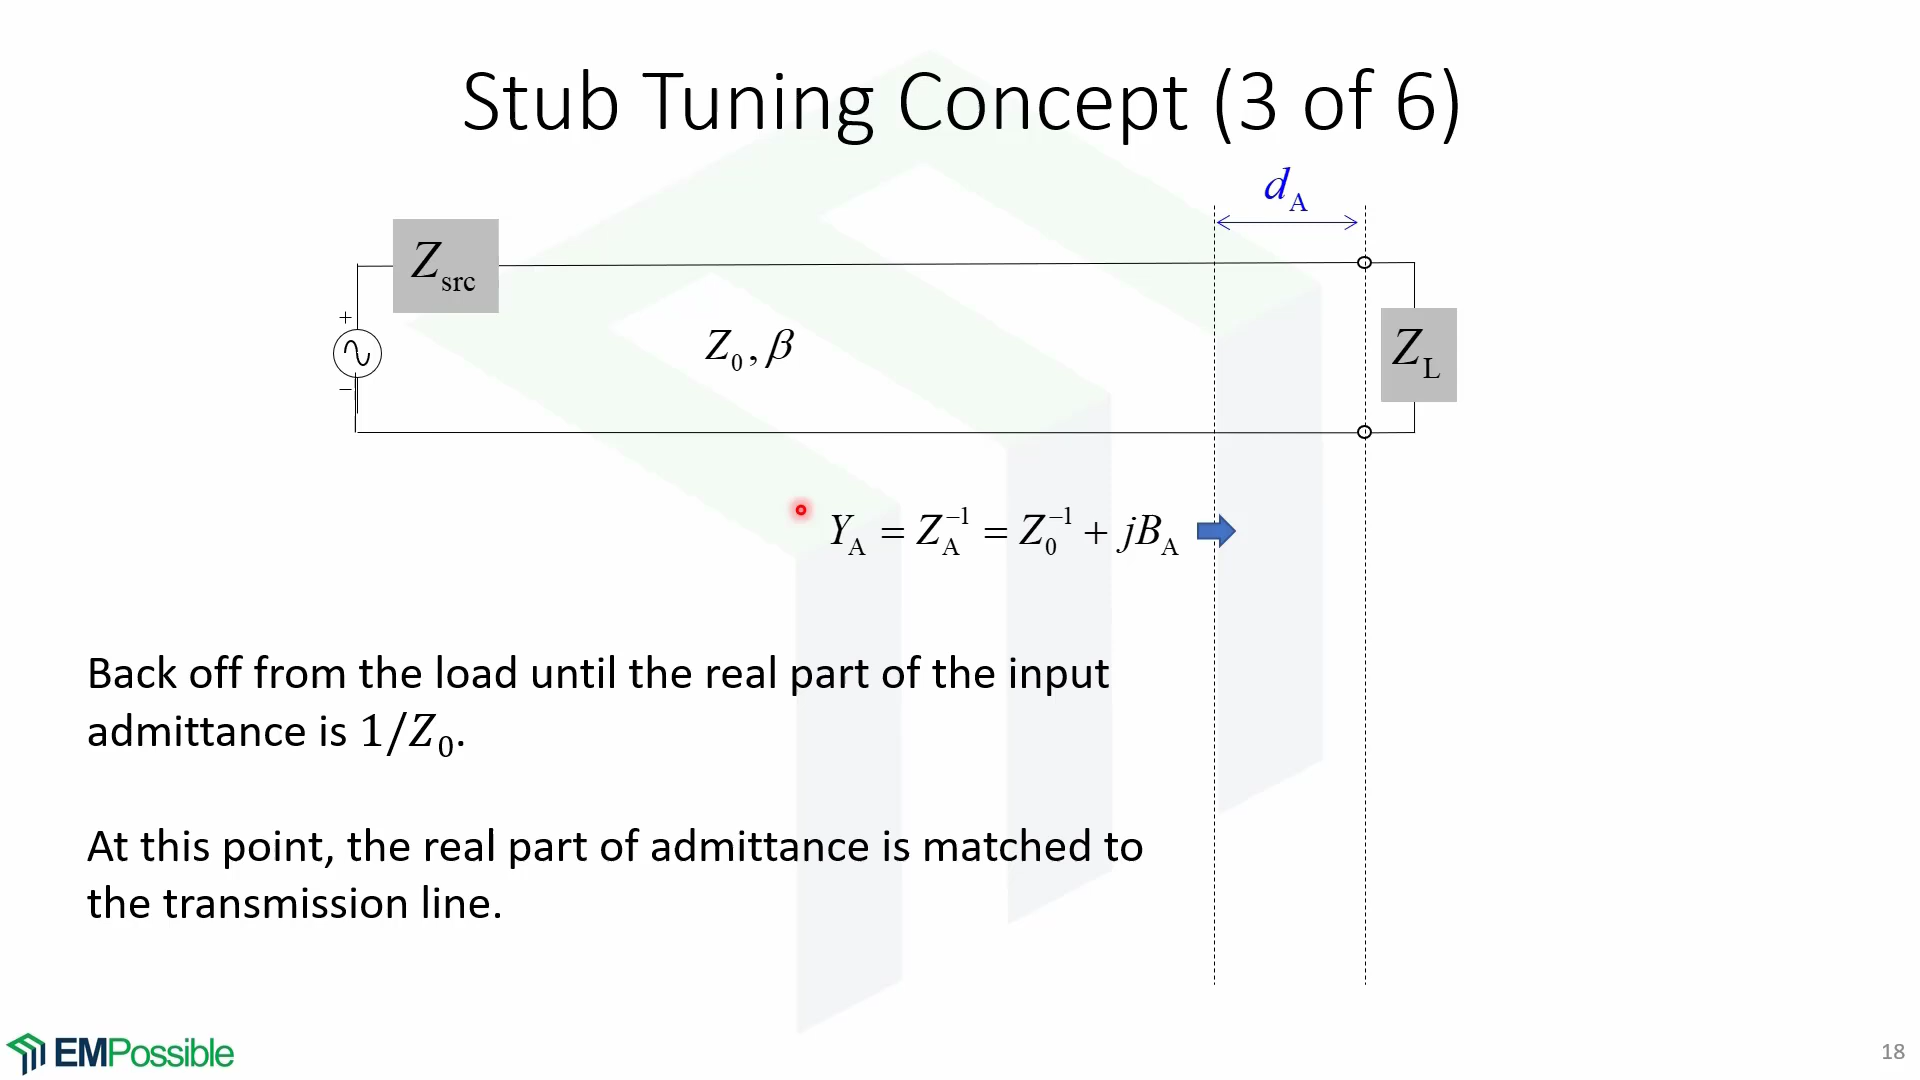 Stub Tuning Concept (3 of 6)
d_A
Z_src
+
−
Z_0, β
Z_L
Y_A = Z_A^−1 = Z_0^−1 + jB_A
Back off from the load until the real part of the input
admittance is 1/Z_0.
At this point, the real part of admittance is matched to
the transmission line.
EMPossible
18